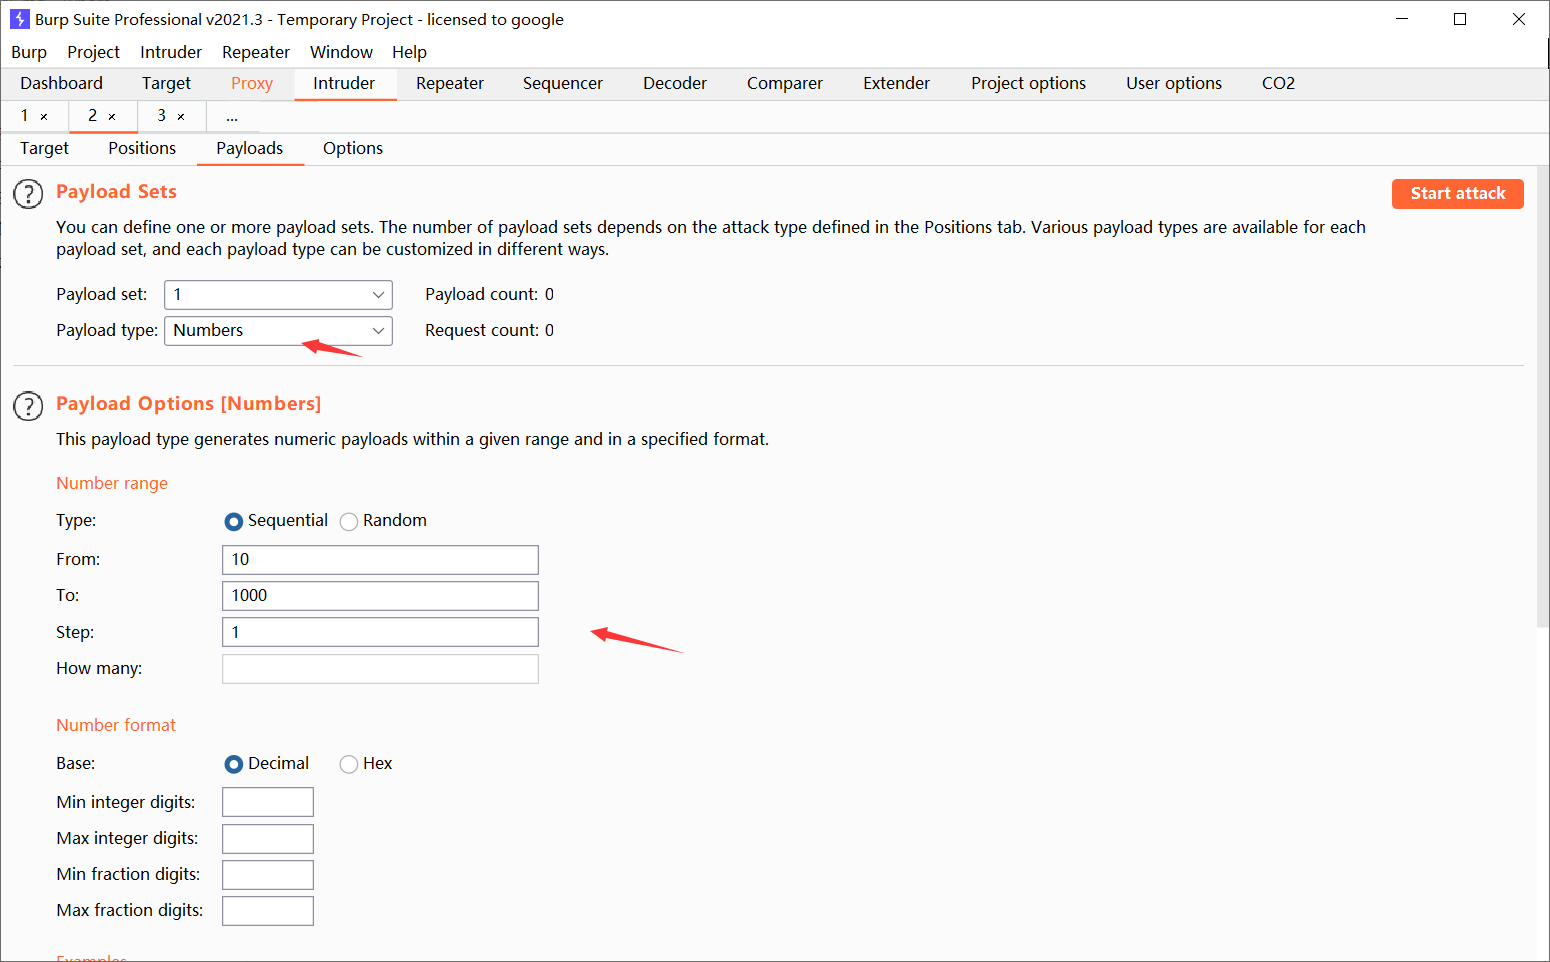 Burp Suite Professional v2021.3 - Temporary Project - licensed to google
Burp Project Intruder Repeater Window Help
Dashboard Target Proxy Intruder Repeater Sequencer Decoder Comparer Extender Project options User options CO2
1 × 2 × 3 × ...
Target Positions Payloads Options
? Payload Sets
Start attack
You can define one or more payload sets. The number of payload sets depends on the attack type defined in the Positions tab. Various payload types are available for each
payload set, and each payload type can be customized in different ways.
Payload set: 1 Payload count: 0
Payload type: Numbers Request count: 0
? Payload Options [Numbers]
This payload type generates numeric payloads within a given range and in a specified format.
Number range
Type: Sequential Random
From: 10
To: 1000
Step: 1
How many:
Number format
Base: Decimal Hex
Min integer digits:
Max integer digits:
Min fraction digits:
Max fraction digits:
Examples